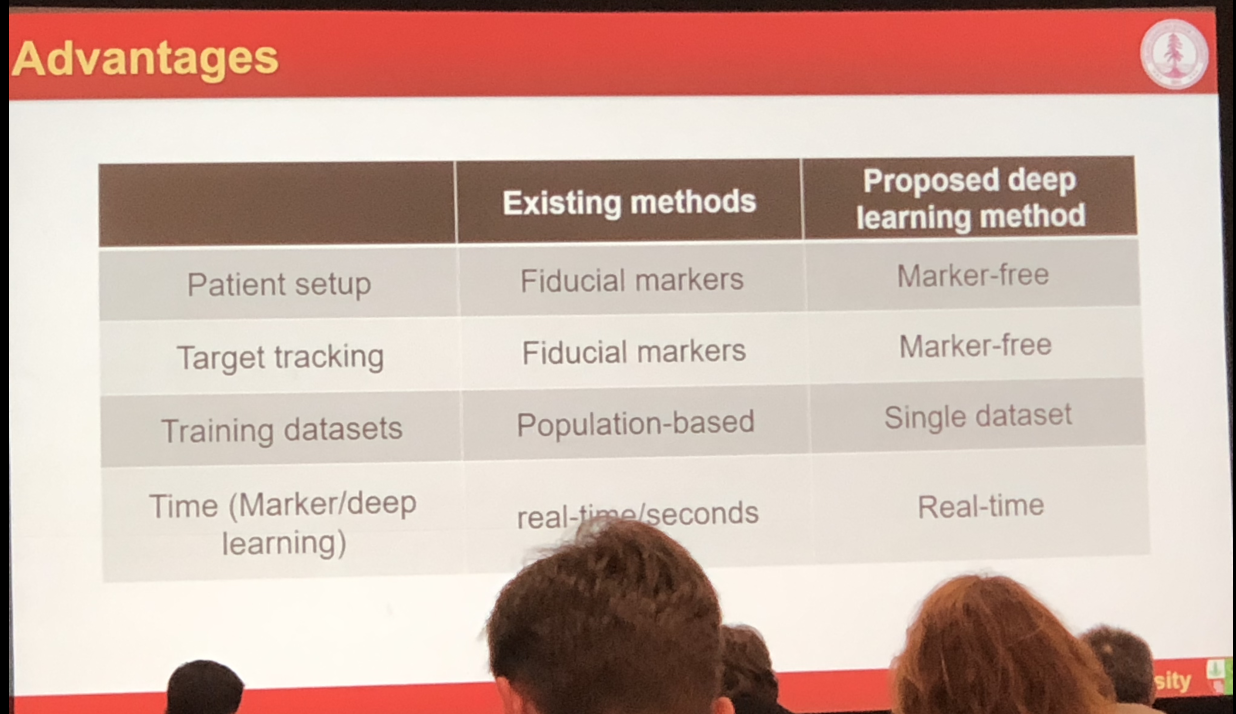 Advantages
Existing methods
Proposed deep
learning method
Patient setup
Fiducial markers
Marker-free
Target tracking
Fiducial markers
Marker-free
Training datasets
Population-based
Single dataset
Time (Marker/deep
learning)
real-time/seconds
Real-time
sity